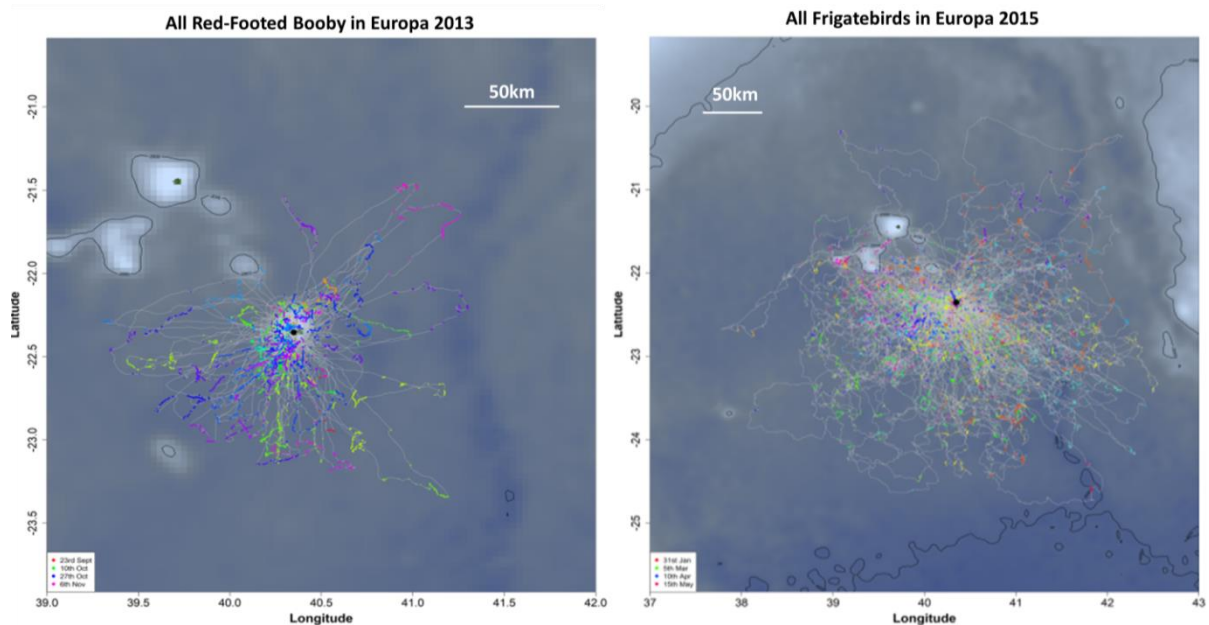 All Red-Footed Booby in Europa 2013
50km
-21.0
-21.5
-22.0
-22.5
-23.0
-23.5
Latitude
39.0 39.5 40.0 40.5 41.0 41.5 42.0
Longitude
23rd Sept
10th Oct
27th Oct
6th Nov
All Frigatebirds in Europa 2015
50km
-20
-21
-22
-23
-24
-25
Latitude
37 38 39 40 41 42 43
Longitude
31st Jan
5th Mar
10th Apr
15th May